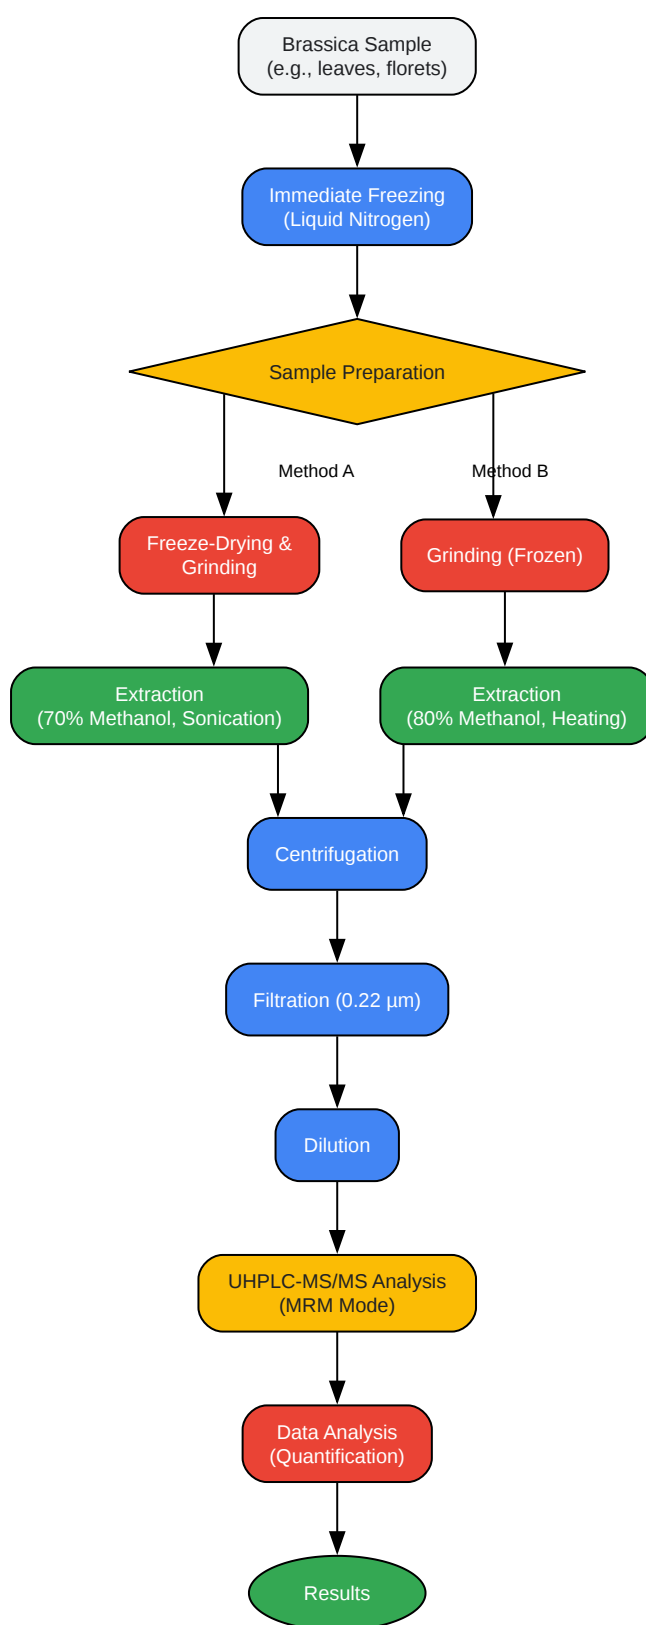 Brassica Sample
(e.g., leaves, florets)
Immediate Freezing
(Liquid Nitrogen)
Sample Preparation
Method A
Method B
Freeze-Drying &
Grinding
Grinding (Frozen)
Extraction
(70% Methanol, Sonication)
Extraction
(80% Methanol, Heating)
Centrifugation
Filtration (0.22 µm)
Dilution
UHPLC-MS/MS Analysis
(MRM Mode)
Data Analysis
(Quantification)
Results